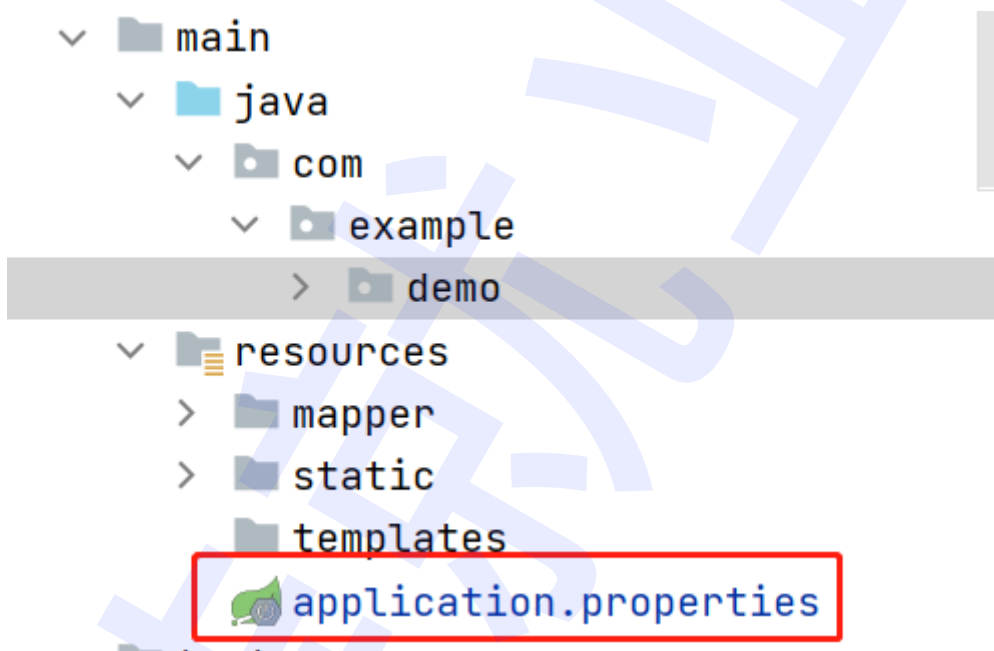 main
java
com
example
demo
resources
mapper
static
templates
application.properties